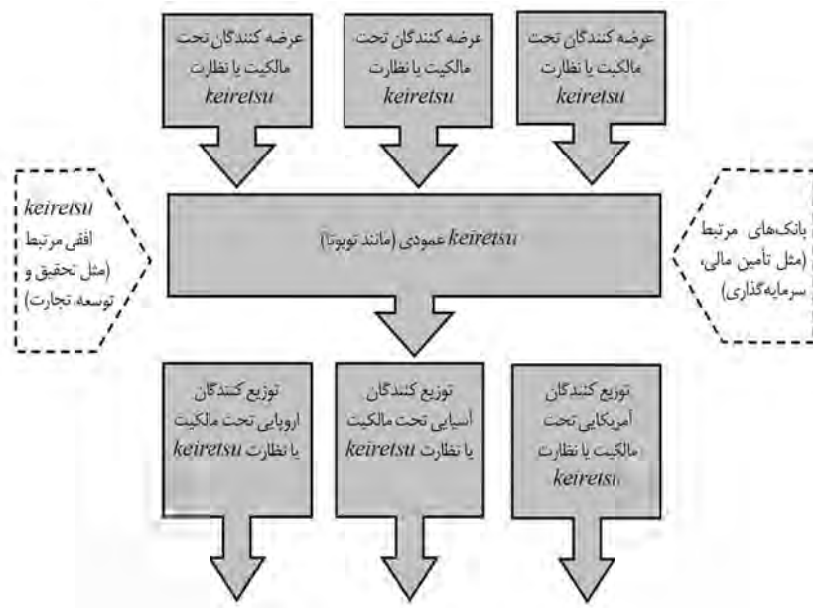 عرضه کنندگان تحت
مالکیت یا نظارت
keiretsu
عرضه کنندگان تحت
مالکیت یا نظارت
keiretsu
عرضه کنندگان تحت
مالکیت یا نظارت
keiretsu
بانک‌های مرتبط
(مثل تأمین مالی،
سرمایه‌گذاری)
keiretsu عمودی (مانند تویوتا)
keiretsu
افقی مرتبط
(مثل تحقیق و
توسعه تجارت)
توزیع کنندگان
آمریکایی تحت
مالکیت یا نظارت
keiretsu
توزیع کنندگان
آسیایی تحت مالکیت
یا نظارت keiretsu
توزیع کنندگان
اروپایی تحت مالکیت
یا نظارت keiretsu